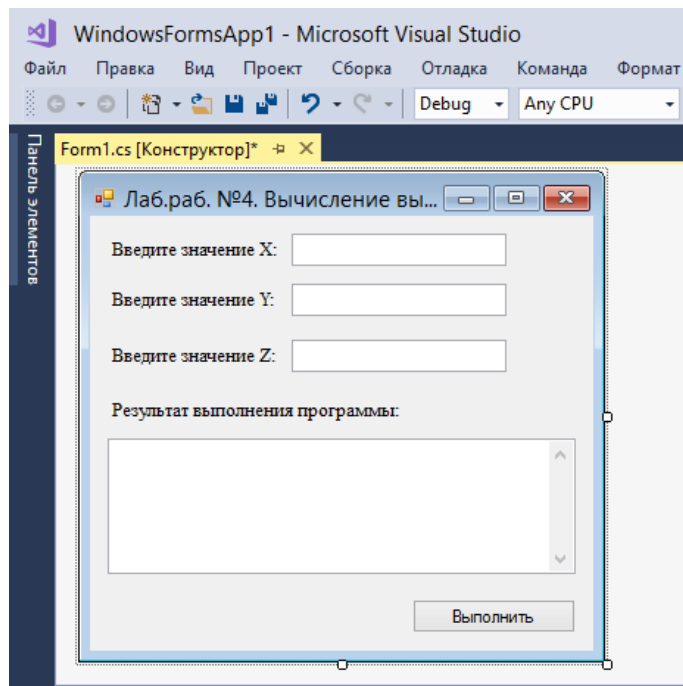 WindowsFormsApp1 - Microsoft Visual Studio
Файл Правка Вид Проект Сборка Отладка Команда Формат
Debug Any CPU
Панель элементов
Form1.cs [Конструктор]*
Лаб.раб. №4. Вычисление вы...
Введите значение X:
Введите значение Y:
Введите значение Z:
Результат выполнения программы:
Выполнить